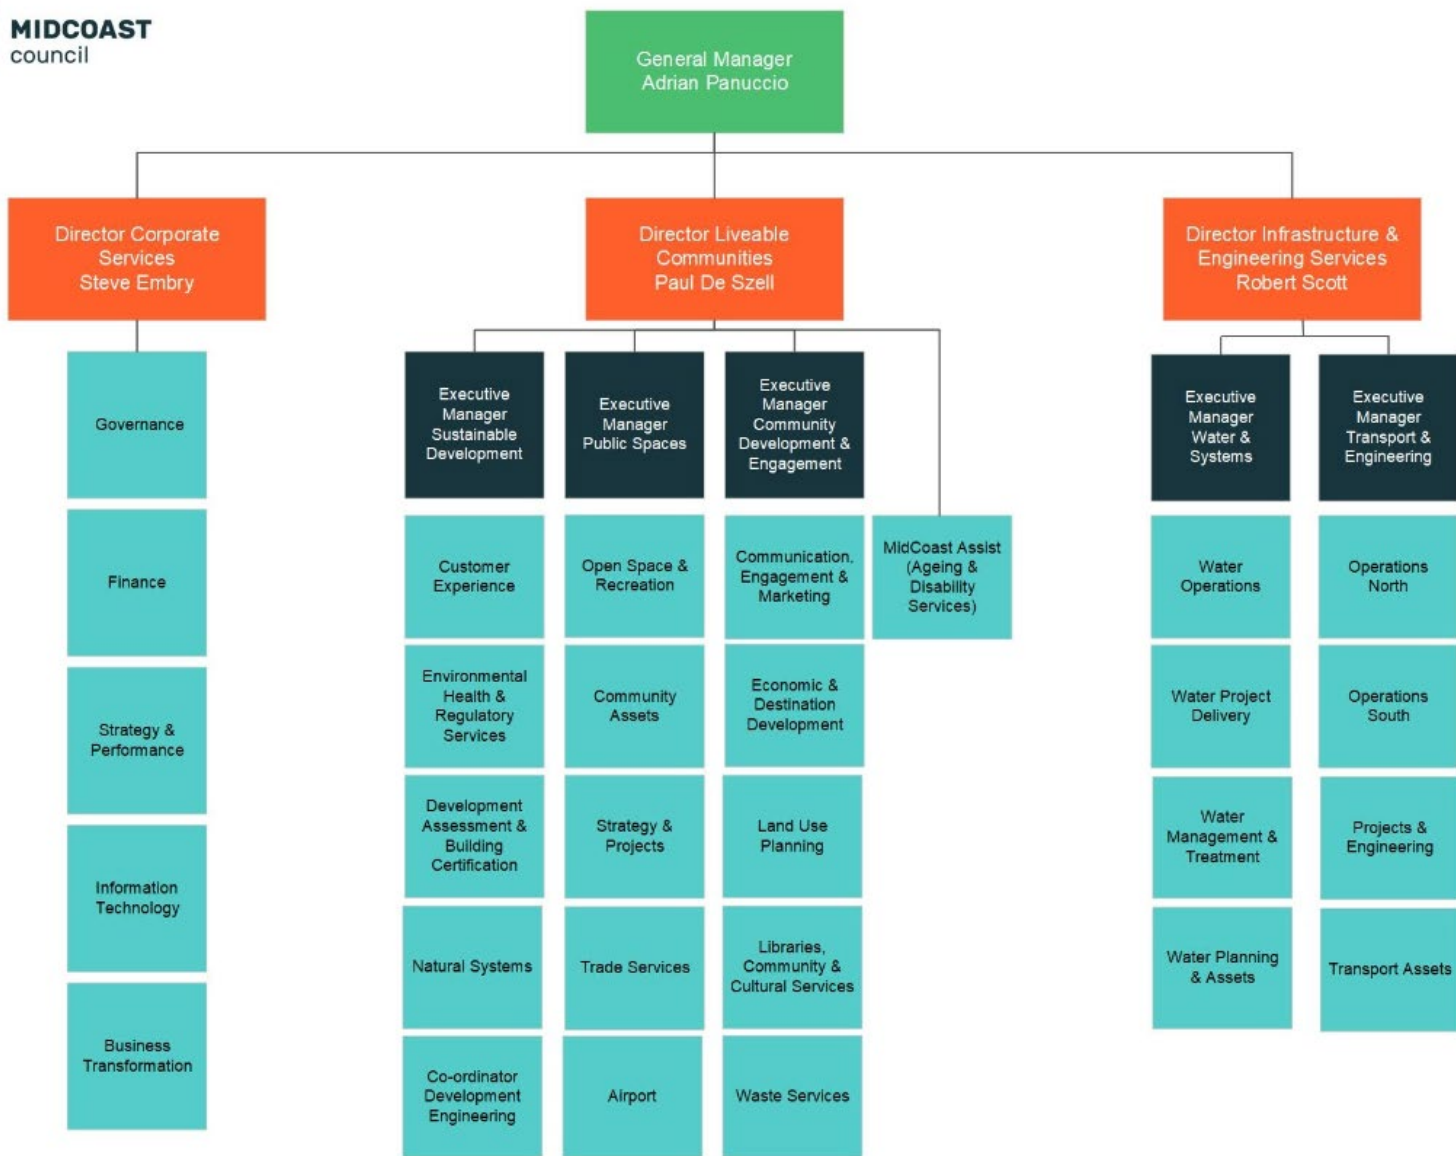 MIDCOAST
council
General Manager
Adrian Panuccio
Director Corporate
Services
Steve Embry
Director Liveable
Communities
Paul De Szell
Director Infrastructure &
Engineering Services
Robert Scott
Governance
Finance
Strategy &
Performance
Information
Technology
Business
Transformation
Executive
Manager
Sustainable
Development
Customer
Experience
Environmental
Health &
Regulatory
Services
Development
Assessment &
Building
Certification
Natural Systems
Co-ordinator
Development
Engineering
Executive
Manager
Public Spaces
Open Space &
Recreation
Community
Assets
Strategy &
Projects
Trade Services
Airport
Executive
Manager
Community
Development &
Engagement
Communication,
Engagement &
Marketing
Economic &
Destination
Development
Land Use
Planning
Libraries,
Community &
Cultural Services
Waste Services
MidCoast Assist
(Ageing &
Disability
Services)
Executive
Manager
Water &
Systems
Water
Operations
Water Project
Delivery
Water
Management &
Treatment
Water Planning
& Assets
Executive
Manager
Transport &
Engineering
Operations
North
Operations
South
Projects &
Engineering
Transport Assets